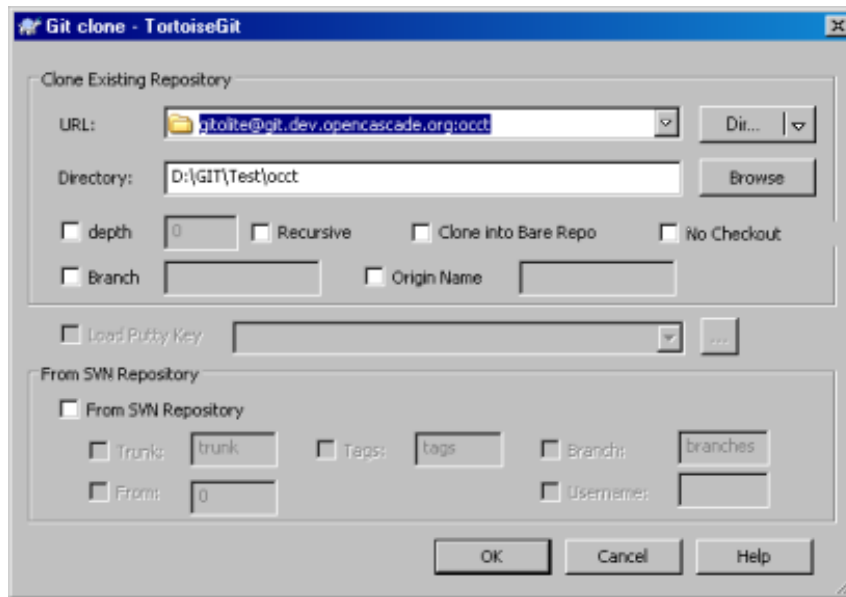 Git clone - TortoiseGit
Clone Existing Repository
URL: gitolite@git.dev.opencascade.org:occt Dir...
Directory: D:\GIT\Test\occt Browse
depth 0 Recursive Clone into Bare Repo No Checkout
Branch Origin Name
Load Putty Key ...
From SVN Repository
From SVN Repository
Trunk: trunk Tags: tags Branch: branches
From: 0 Username:
OK Cancel Help